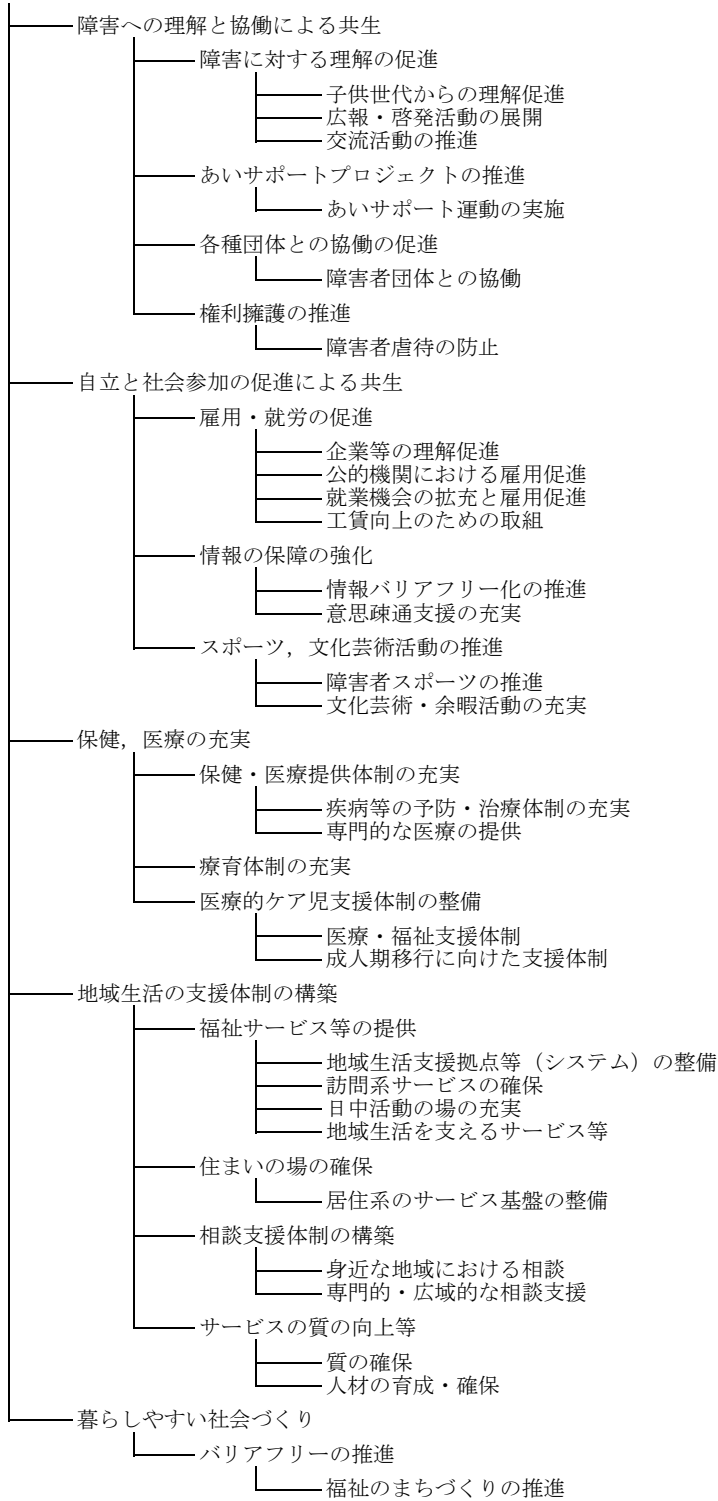 障害への理解と協働による共生
障害に対する理解の促進
子供世代からの理解促進
広報・啓発活動の展開
交流活動の推進
あいサポートプロジェクトの推進
あいサポート運動の実施
各種団体との協働の促進
障害者団体との協働
権利擁護の推進
障害者虐待の防止
自立と社会参加の促進による共生
雇用・就労の促進
企業等の理解促進
公的機関における雇用促進
就業機会の拡充と雇用促進
工賃向上のための取組
情報の保障の強化
情報バリアフリー化の推進
意思疎通支援の充実
スポーツ，文化芸術活動の推進
障害者スポーツの推進
文化芸術・余暇活動の充実
保健，医療の充実
保健・医療提供体制の充実
疾病等の予防・治療体制の充実
専門的な医療の提供
療育体制の充実
医療的ケア児支援体制の整備
医療・福祉支援体制
成人期移行に向けた支援体制
地域生活の支援体制の構築
福祉サービス等の提供
地域生活支援拠点等（システム）の整備
訪問系サービスの確保
日中活動の場の充実
地域生活を支えるサービス等
住まいの場の確保
居住系のサービス基盤の整備
相談支援体制の構築
身近な地域における相談
専門的・広域的な相談支援
サービスの質の向上等
質の確保
人材の育成・確保
暮らしやすい社会づくり
バリアフリーの推進
福祉のまちづくりの推進